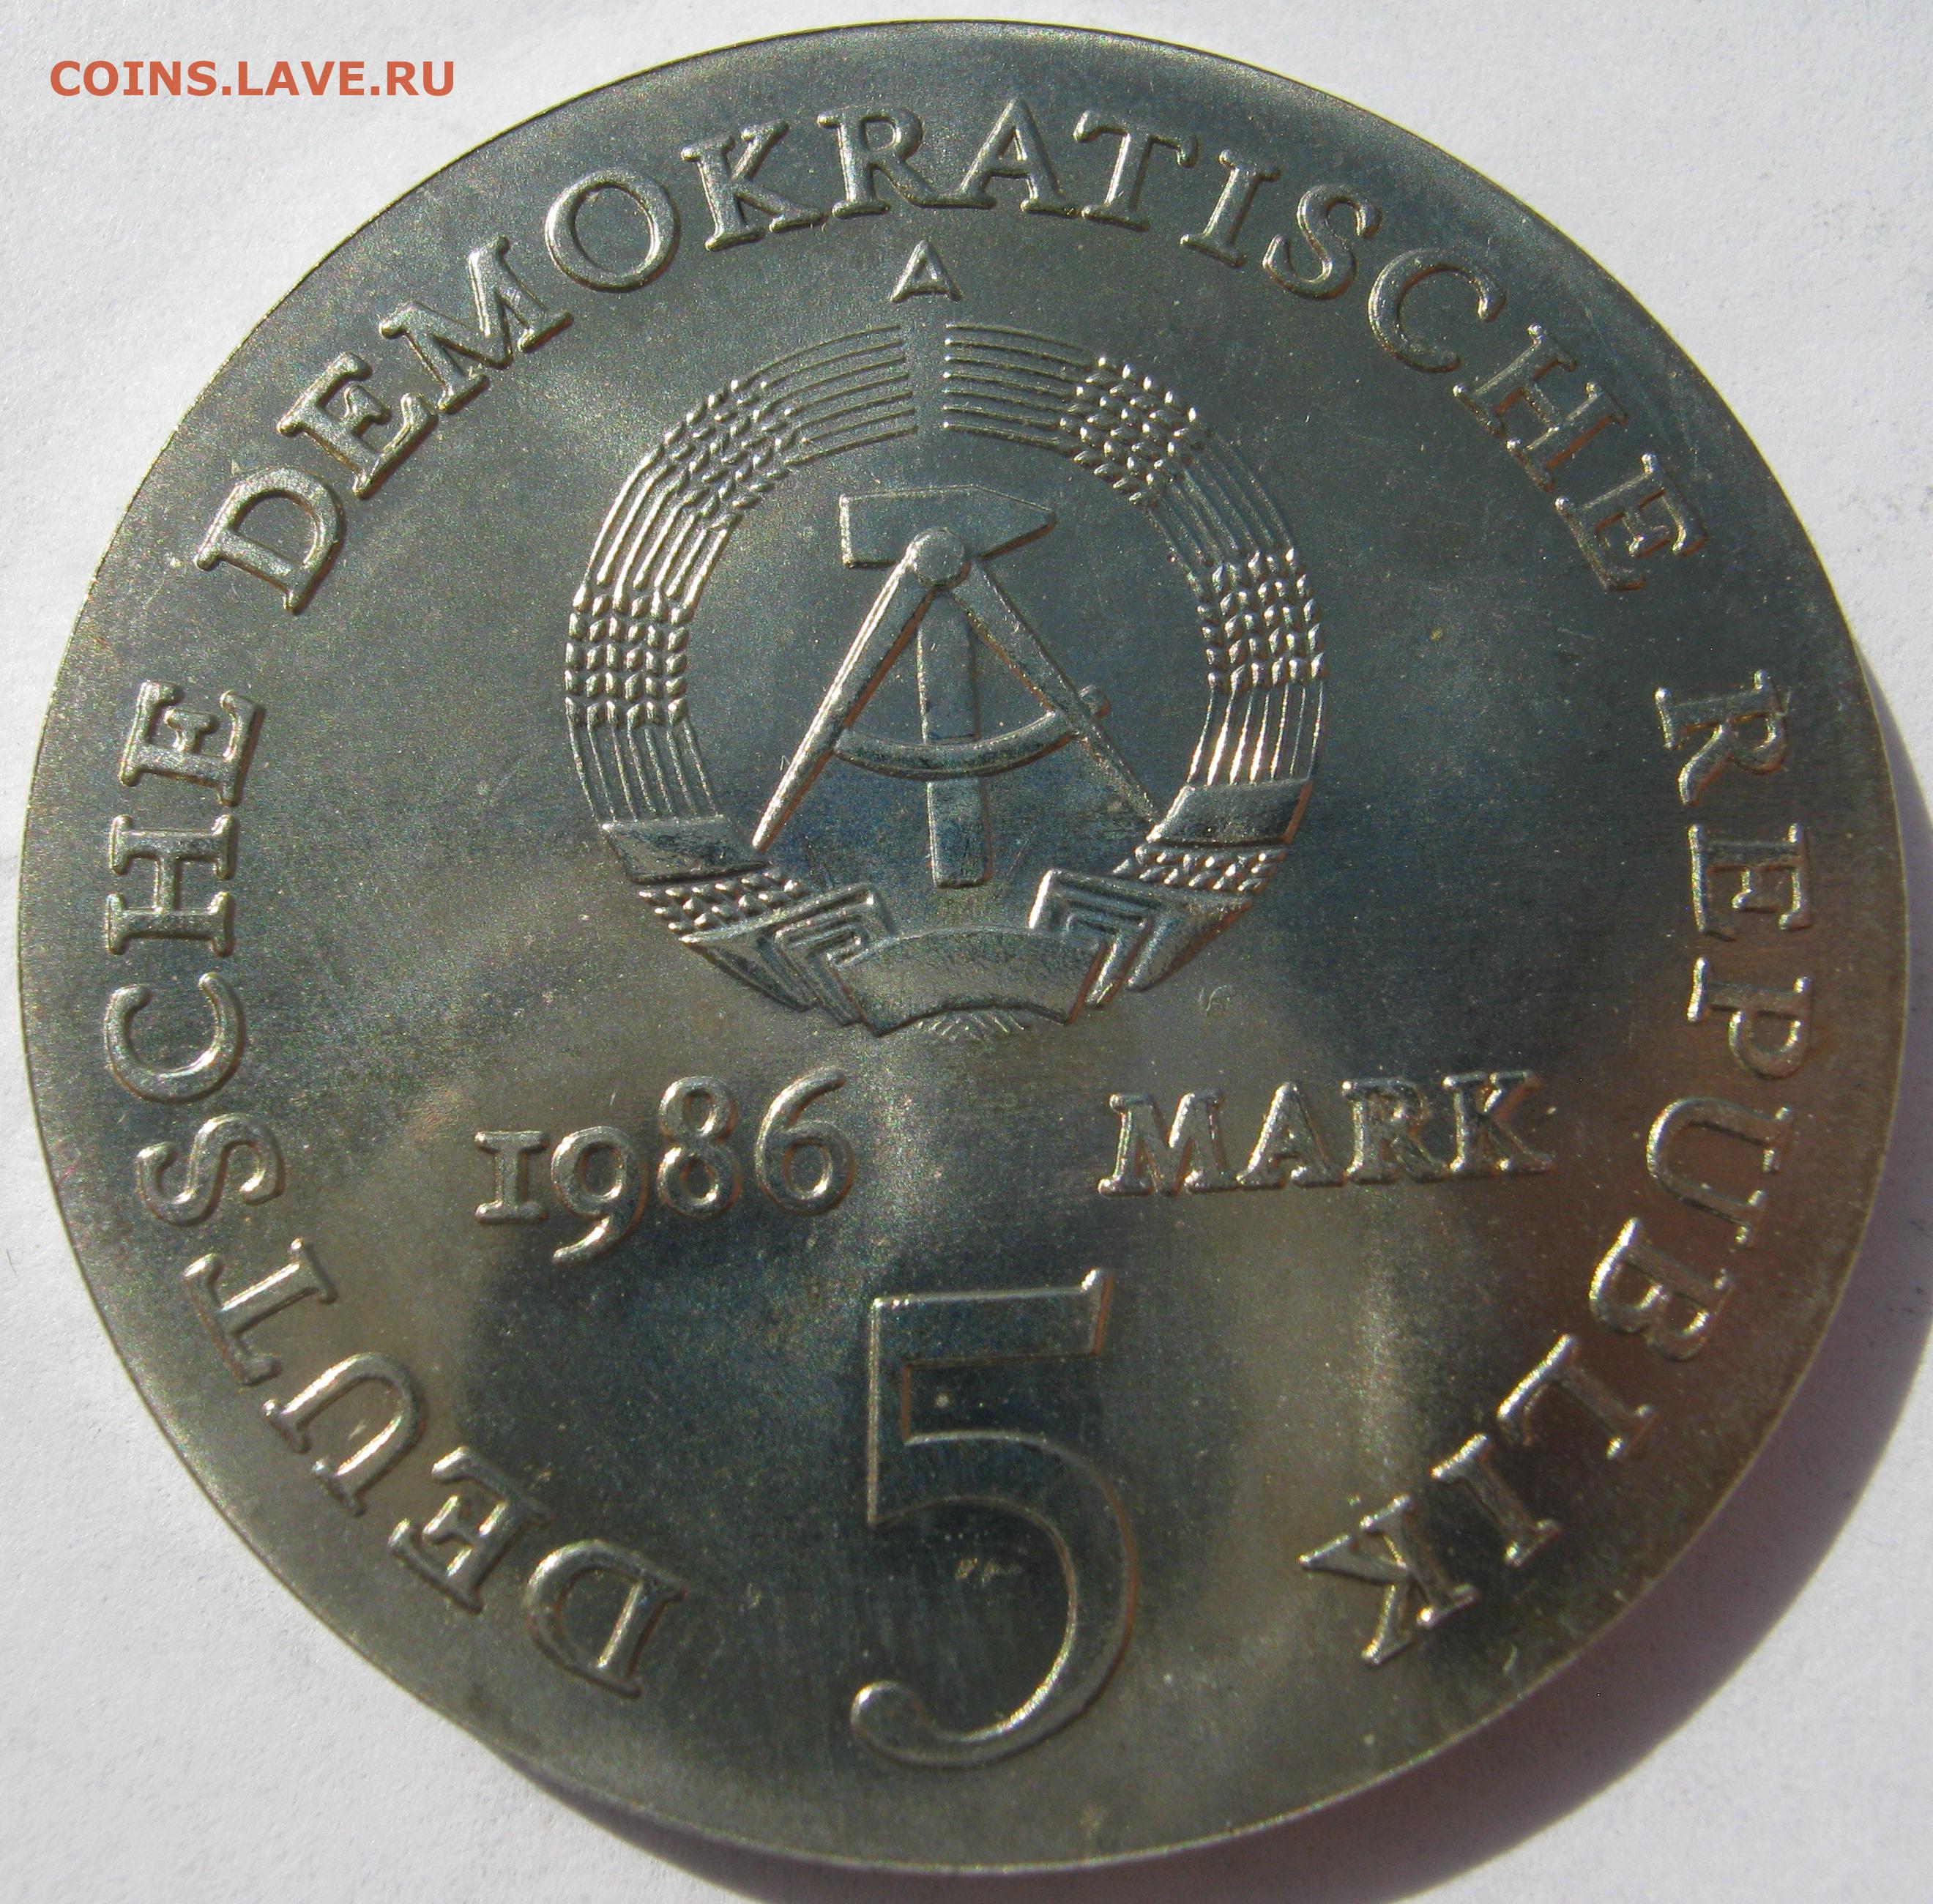 COINS.LAVE.RU
DEUTSCHE DEMOKRATISCHE REPUBLIK
A
1986 MARK
5